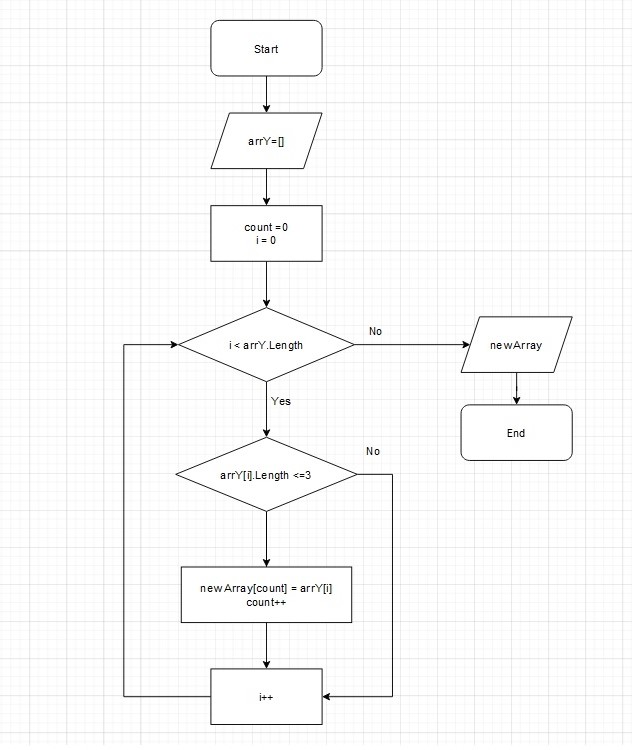 Start
arrY=[]
count =0
i = 0
i < arrY.Length
No
newArray
Yes
End
No
arrY[i].Length <=3
newArray[count] = arrY[i]
count++
i++